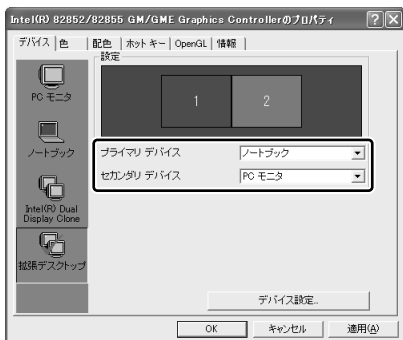 Intel(R) 82852/82855 GM/GME Graphics Controllerのプロパティ
デバイス 色 配色 ホット キー OpenGL 情報
設定
1 2
PC モニタ
ノートブック
Intel(R) Dual
Display Clone
拡張デスクトップ
プライマリ デバイス ノートブック
セカンダリ デバイス PC モニタ
デバイス設定...
OK キャンセル 適用(A)